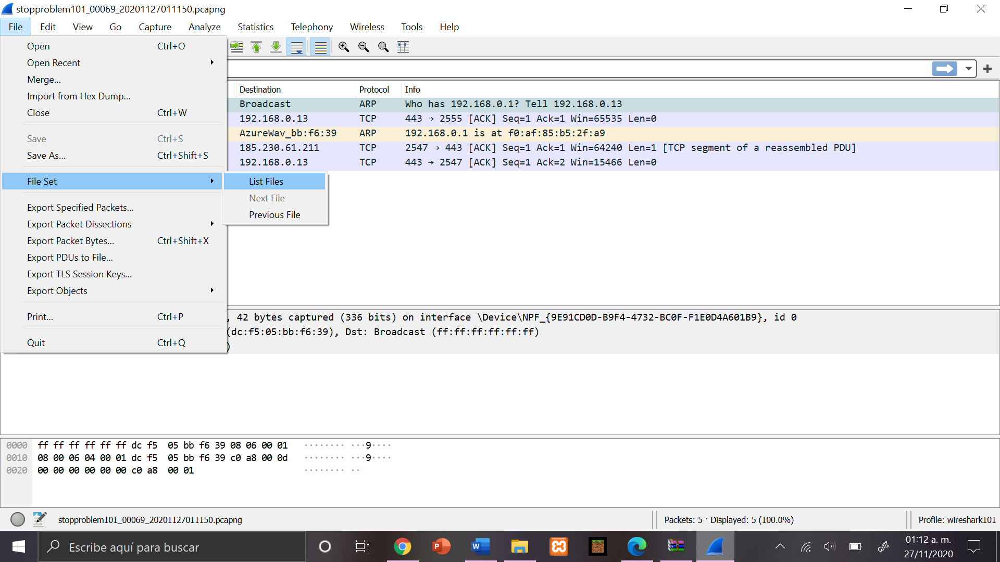 stopproblem101_00069_20201127011150.pcapng
File Edit View Go Capture Analyze Statistics Telephony Wireless Tools Help
Open Ctrl+O
Open Recent
Merge...
Import from Hex Dump...
Close Ctrl+W
Save Ctrl+S
Save As... Ctrl+Shift+S
File Set
Export Specified Packets...
Export Packet Dissections
Export Packet Bytes... Ctrl+Shift+X
Export PDUs to File...
Export TLS Session Keys...
Export Objects
Print... Ctrl+P
Quit Ctrl+Q
List Files
Next File
Previous File
Destination Protocol Info
Broadcast ARP Who has 192.168.0.1? Tell 192.168.0.13
192.168.0.13 TCP 443 → 2555 [ACK] Seq=1 Ack=1 Win=65535 Len=0
AzureWav_bb:f6:39 ARP 192.168.0.1 is at f0:af:85:b5:2f:a9
185.230.61.211 TCP 2547 → 443 [ACK] Seq=1 Ack=1 Win=64240 Len=1 [TCP segment of a reassembled PDU]
192.168.0.13 TCP 443 → 2547 [ACK] Seq=1 Ack=2 Win=15466 Len=0
, 42 bytes captured (336 bits) on interface \Device\NPF_{9E91CD0D-B9F4-4732-BC0F-F1E0D4A601B9}, id 0
(dc:f5:05:bb:f6:39), Dst: Broadcast (ff:ff:ff:ff:ff:ff)
)
0000 ff ff ff ff ff ff dc f5 05 bb f6 39 08 06 00 01 ········ ···9····
0010 08 00 06 04 00 01 dc f5 05 bb f6 39 c0 a8 00 0d ········ ···9····
0020 00 00 00 00 00 00 c0 a8 00 01 ········ ··
stopproblem101_00069_20201127011150.pcapng
Packets: 5 · Displayed: 5 (100.0%)
Profile: wireshark101
Escribe aquí para buscar
01:12 a. m.
27/11/2020